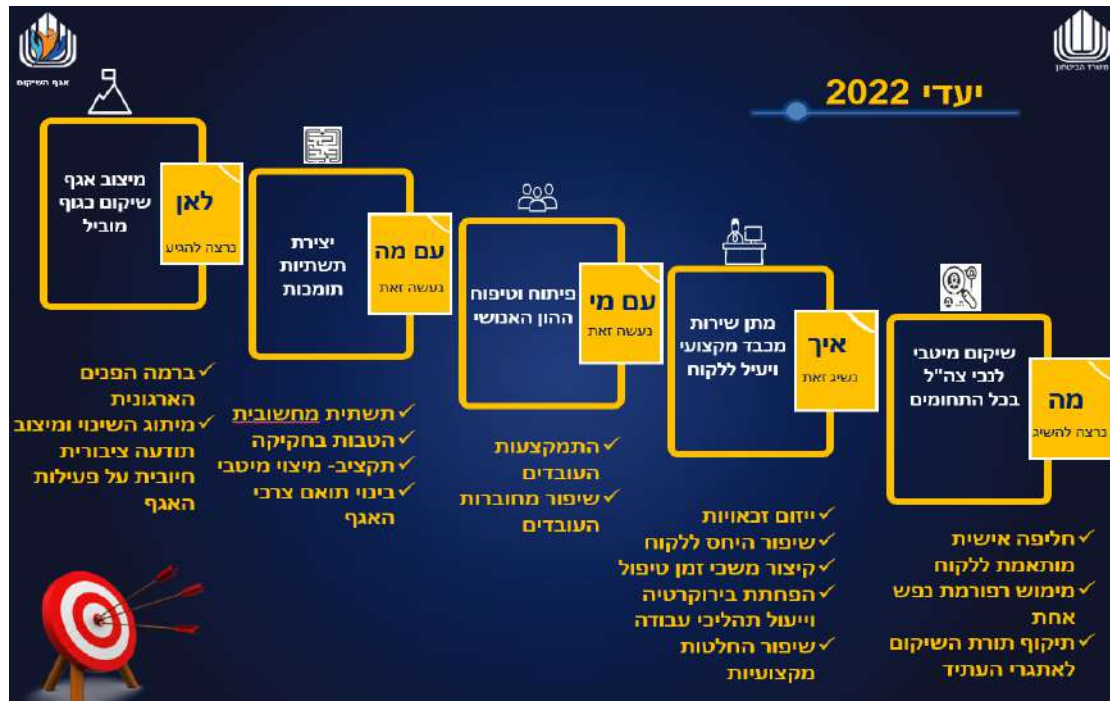 משרד הביטחון
אגף השיקום
יעדי 2022
מה
נרצה להשיג
שיקום מיטבי
לנכי צה"ל
בכל התחומים
✓חליפה אישית
מותאמת ללקוח
✓מימוש רפורמת נפש
אחת
✓תיקוף תורת השיקום
לאתגרי העתיד
איך
נשיג זאת
מתן שירות
מכבד מקצועי
ויעיל ללקוח
✓ייזום זכאויות
✓שיפור היחס ללקוח
✓קיצור משכי זמן טיפול
✓הפחתת בירוקרטיה
וייעול תהליכי עבודה
✓שיפור החלטות
מקצועיות
עם מי
נעשה זאת
פיתוח וטיפוח
ההון האנושי
✓התמקצעות
העובדים
✓שיפור מחוברות
העובדים
עם מה
נעשה זאת
יצירת
תשתיות
תומכות
✓תשתית מחשובית
✓הטבות בחקיקה
✓תקציב- מיצוי מיטבי
✓בינוי תואם צרכי
האגף
לאן
נרצה להגיע
מיצוב אגף
שיקום כגוף
מוביל
✓ברמה הפנים
הארגונית
✓מיתוג השינוי ומיצוב
תודעה ציבורית
חיובית על פעילות
האגף